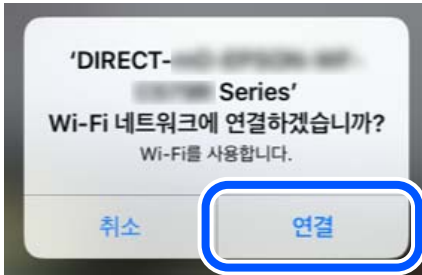 'DIRECT-
Series'
Wi-Fi 네트워크에 연결하겠습니까?
Wi-Fi를 사용합니다.
취소
연결